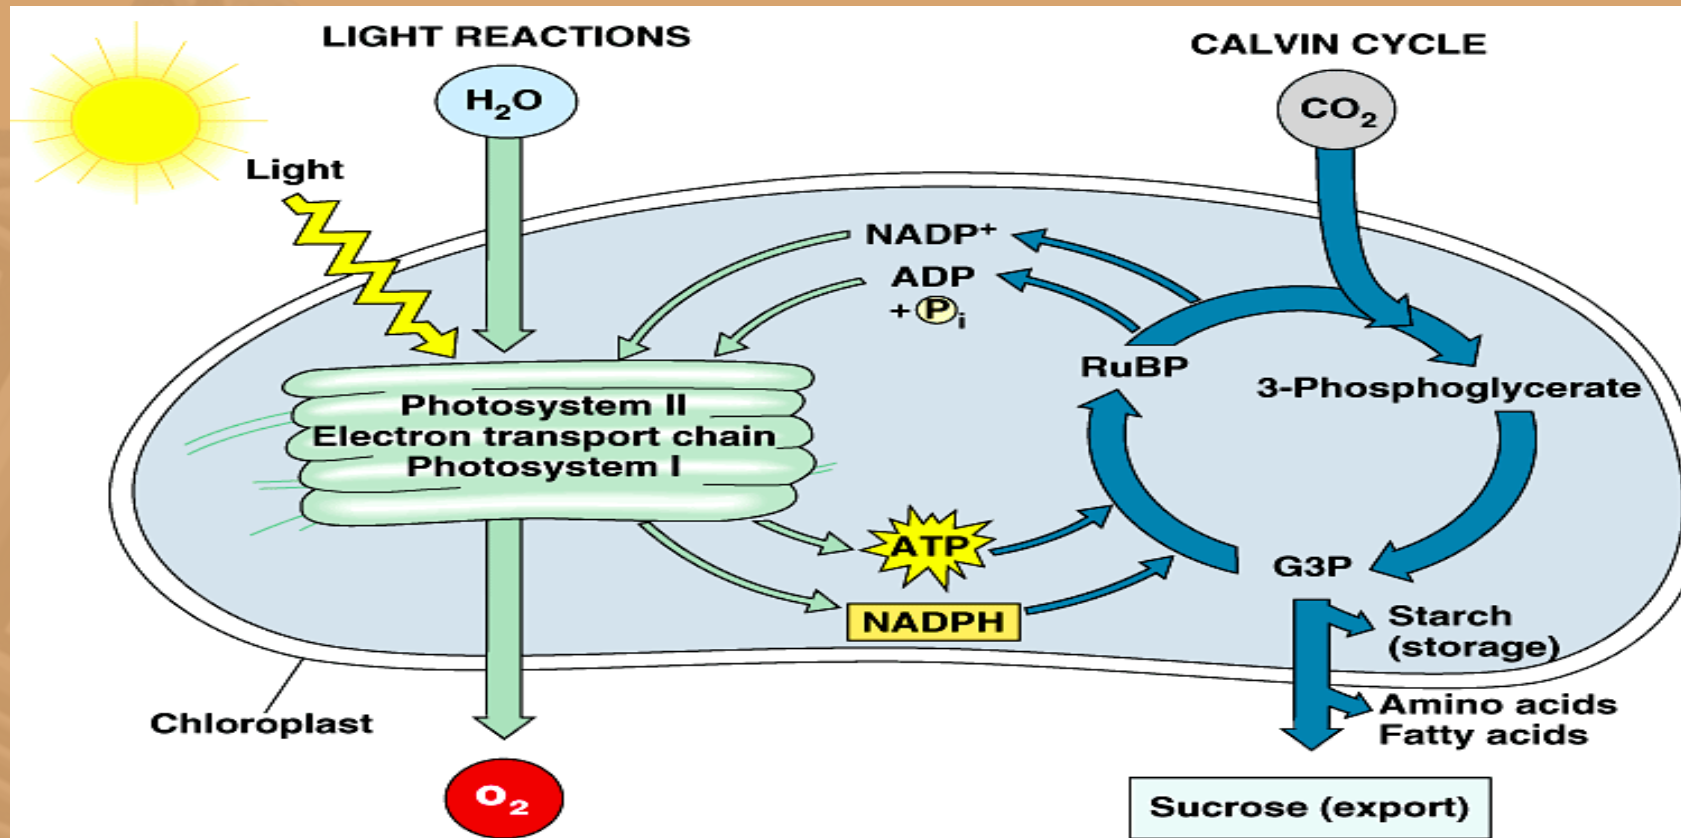 LIGHT REACTIONS
CALVIN CYCLE
H₂O
CO₂
Light
NADP⁺
ADP
+ Pᵢ
RuBP
3-Phosphoglycerate
Photosystem II
Electron transport chain
Photosystem I
ATP
NADPH
G3P
Starch
(storage)
Amino acids
Fatty acids
Chloroplast
O₂
Sucrose (export)